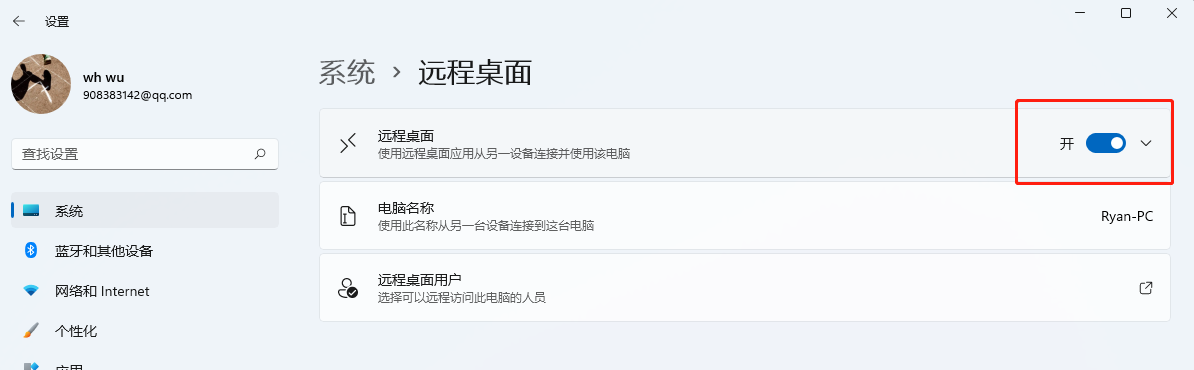 设置
wh wu
908383142@qq.com
查找设置
系统
蓝牙和其他设备
网络和 Internet
个性化
应用
系统 › 远程桌面
远程桌面
使用远程桌面应用从另一设备连接并使用该电脑
开
电脑名称
使用此名称从另一台设备连接到这台电脑
Ryan-PC
远程桌面用户
选择可以远程访问此电脑的人员